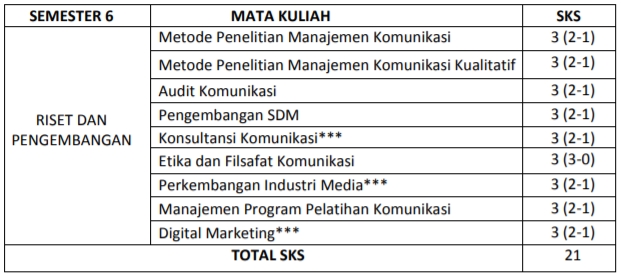 SEMESTER 6 MATA KULIAH SKS
Metode Penelitian Manajemen Komunikasi 3 (2-1)
Metode Penelitian Manajemen Komunikasi Kualitatif 3 (2-1)
Audit Komunikasi 3 (2-1)
RISET DAN PENGEMBANGAN
Pengembangan SDM 3 (2-1)
Konsultansi Komunikasi*** 3 (2-1)
Etika dan Filsafat Komunikasi 3 (3-0)
Perkembangan Industri Media*** 3 (2-1)
Manajemen Program Pelatihan Komunikasi 3 (2-1)
Digital Marketing*** 3 (2-1)
TOTAL SKS 21